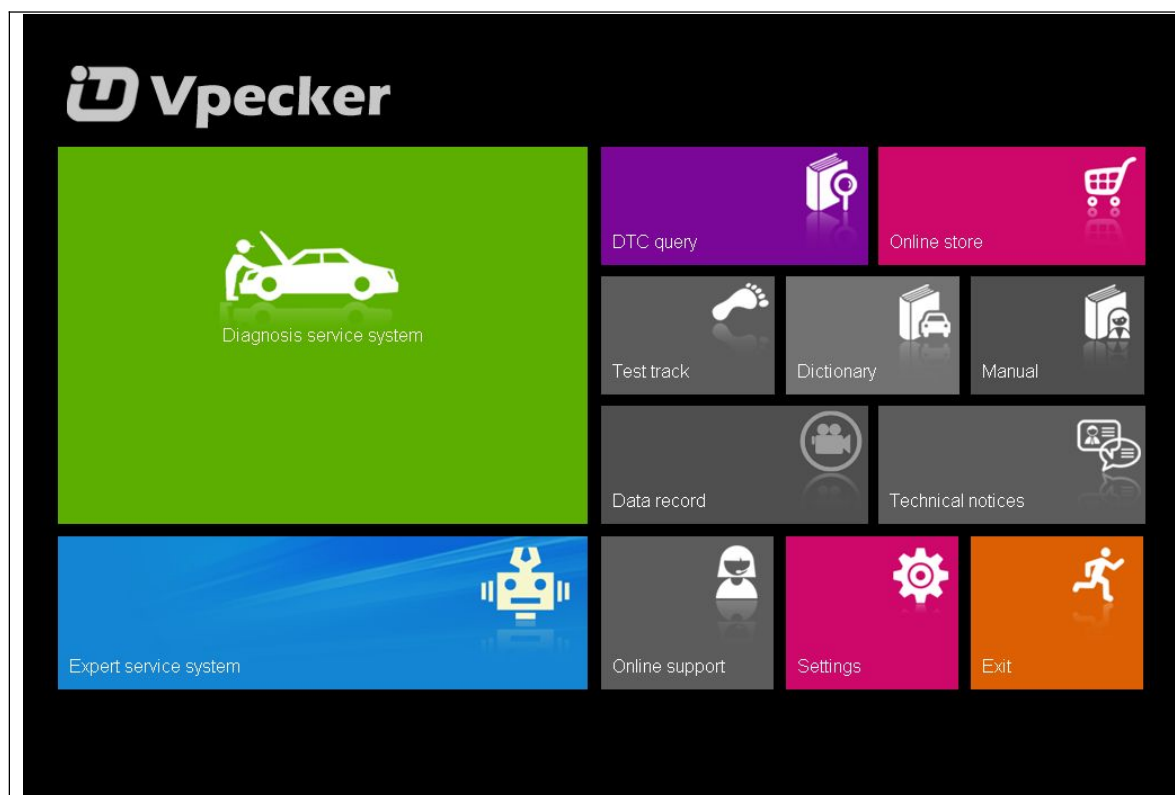 Vpecker
Diagnosis service system
DTC query
Online store
Test track
Dictionary
Manual
Data record
Technical notices
Expert service system
Online support
Settings
Exit